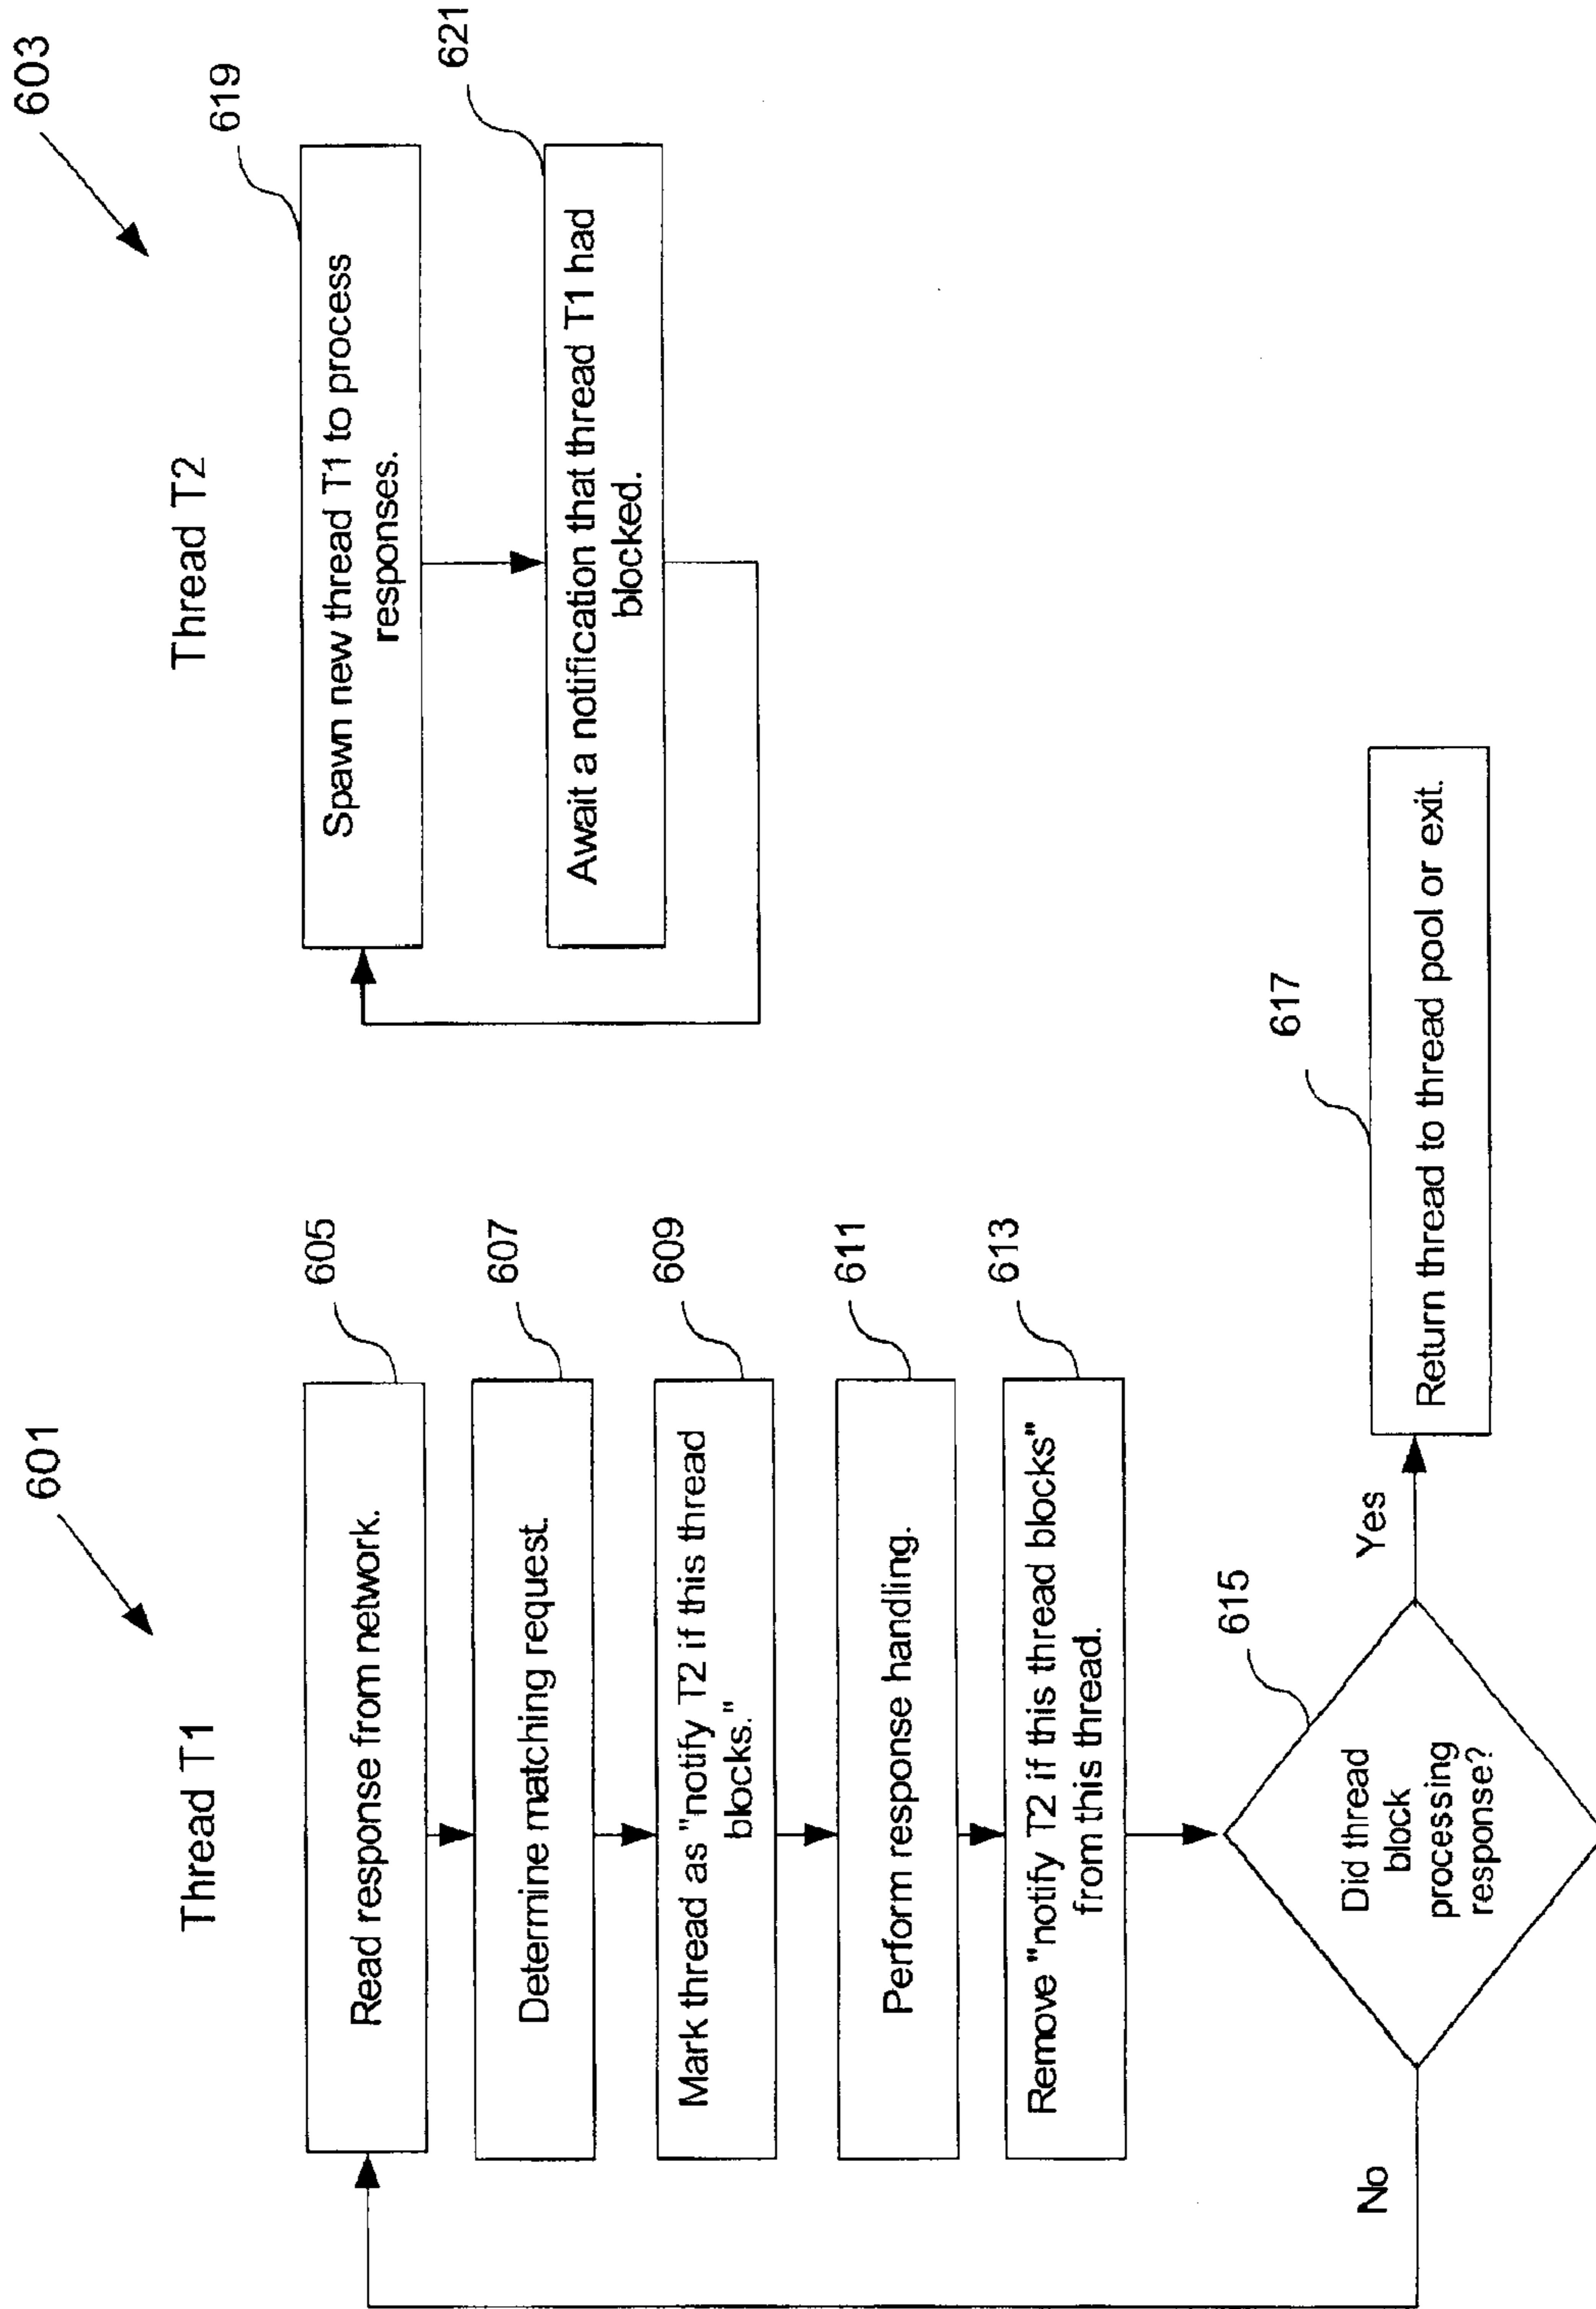 601
Thread T1
Read response from network.
605
Determine matching request.
607
Mark thread as "notify T2 if this thread
blocks."
609
Perform response handling.
611
Remove "notify T2 if this thread blocks"
from this thread.
613
Did thread
block
processing
response?
615
No
Yes
Return thread to thread pool or exit.
617
603
Thread T2
Spawn new thread T1 to process
responses.
619
Await a notification that thread T1 had
blocked.
621